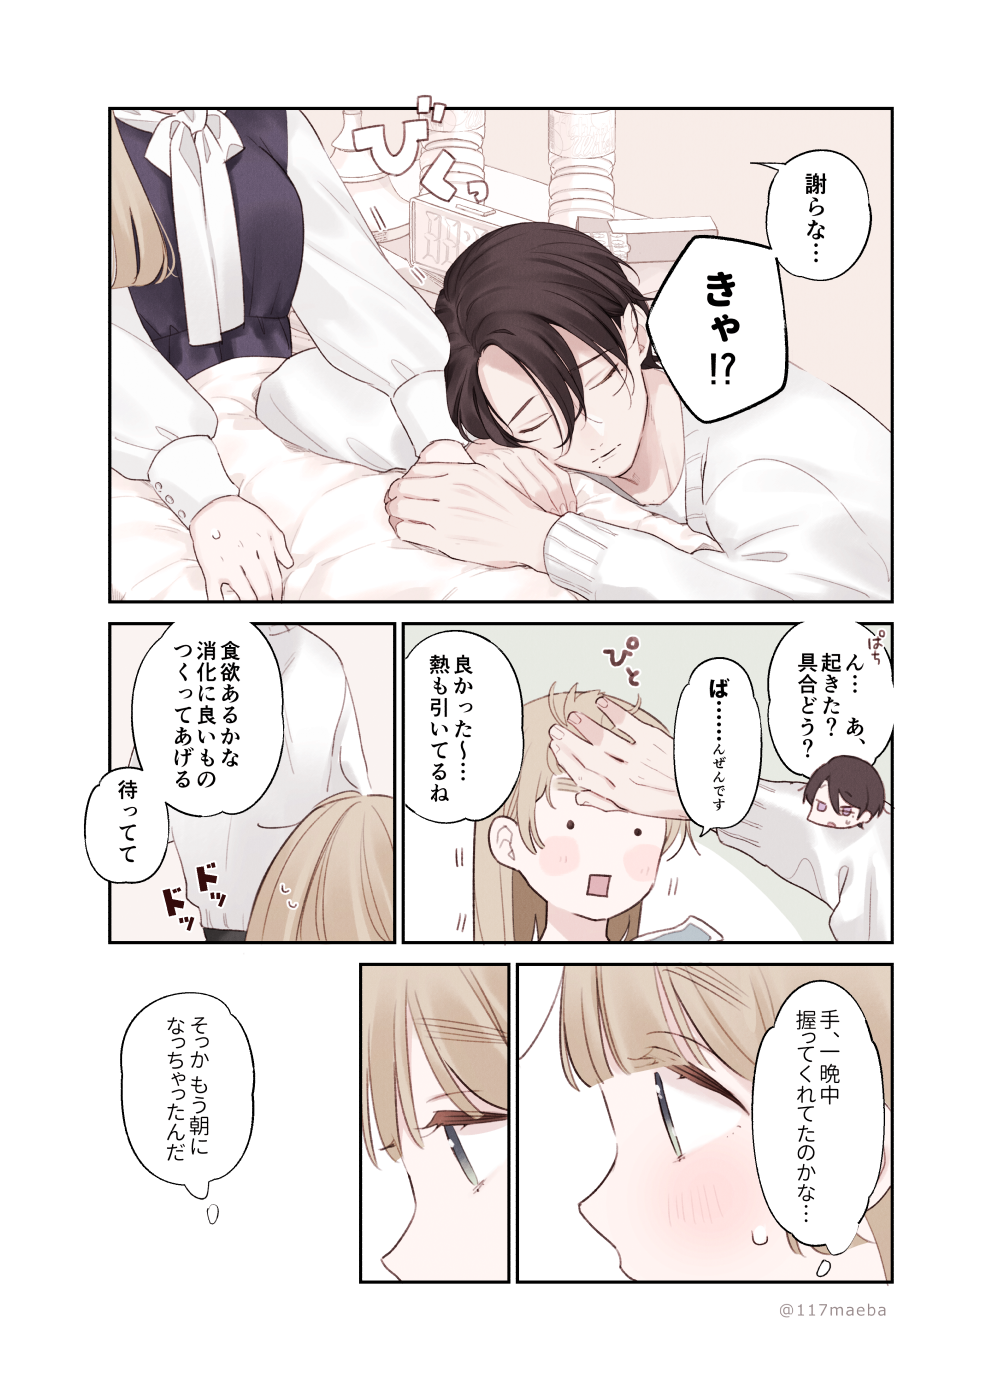 謝らな…
きゃ!?
びくっ
ぱち
ん… あ、
起きた?
具合どう?
ば……んぜんです
ぴと
良かった〜…
熱も引いてるね
食欲あるかな
消化に良いもの
つくってあげる
待ってて
ドッ
ドッ
手、一晩中
握ってくれてたのかな…
そっか もう朝に
なっちゃったんだ
@117maeba